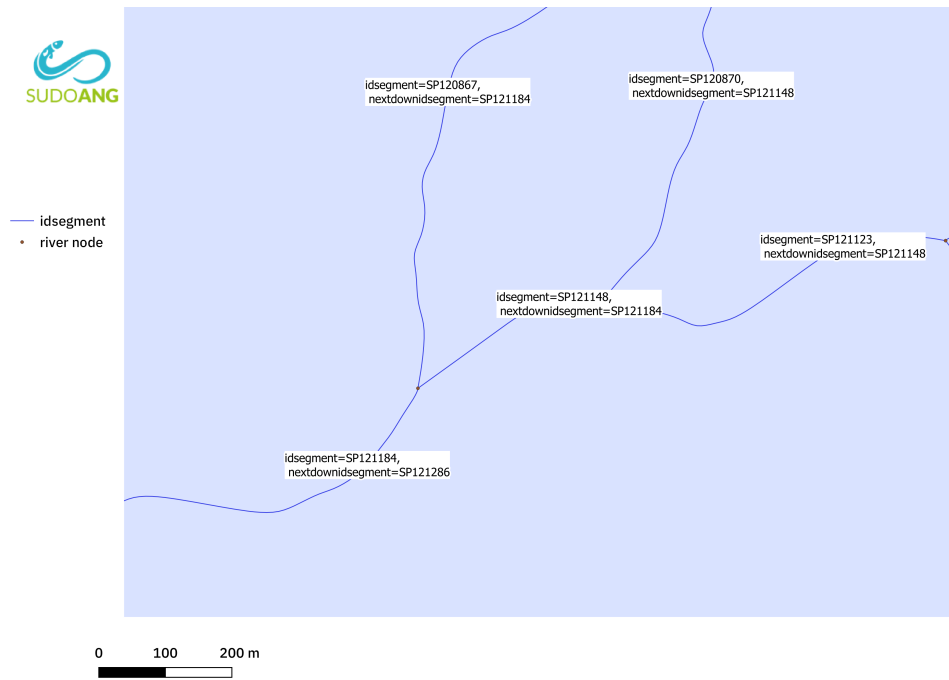 SUDOANG
idsegment
river node
idsegment=SP120867,
nextdownidsegment=SP121184
idsegment=SP120870,
nextdownidsegment=SP121148
idsegment=SP121123,
nextdownidsegment=SP121148
idsegment=SP121148,
nextdownidsegment=SP121184
idsegment=SP121184,
nextdownidsegment=SP121286
0 100 200 m